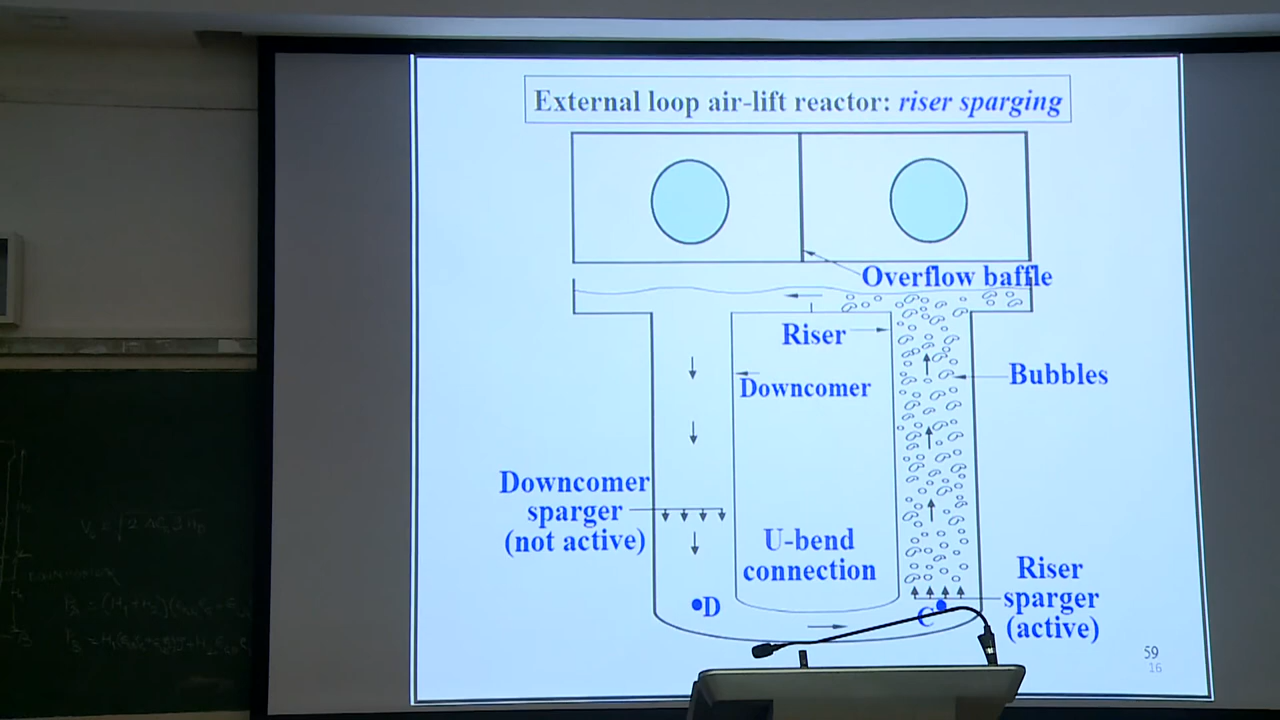 External loop air-lift reactor: riser sparging
Overflow baffle
Riser
Downcomer
Bubbles
Downcomer
sparger
(not active)
U-bend
connection
Riser
sparger
(active)
D
C
59
16